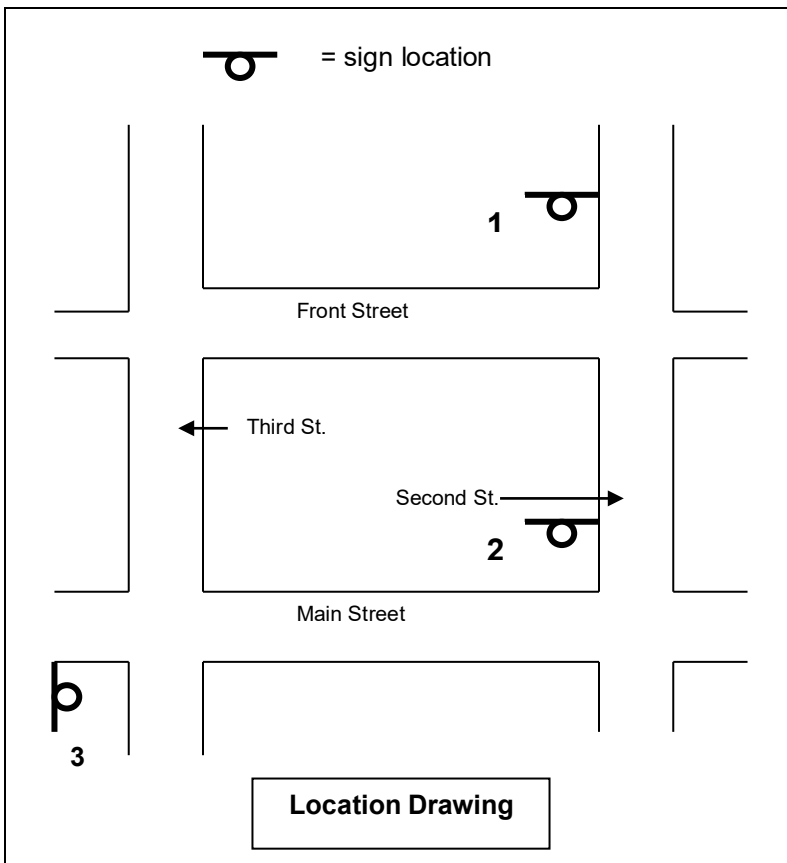 = sign location
1
Front Street
Third St.
Second St.
2
Main Street
3
Location Drawing